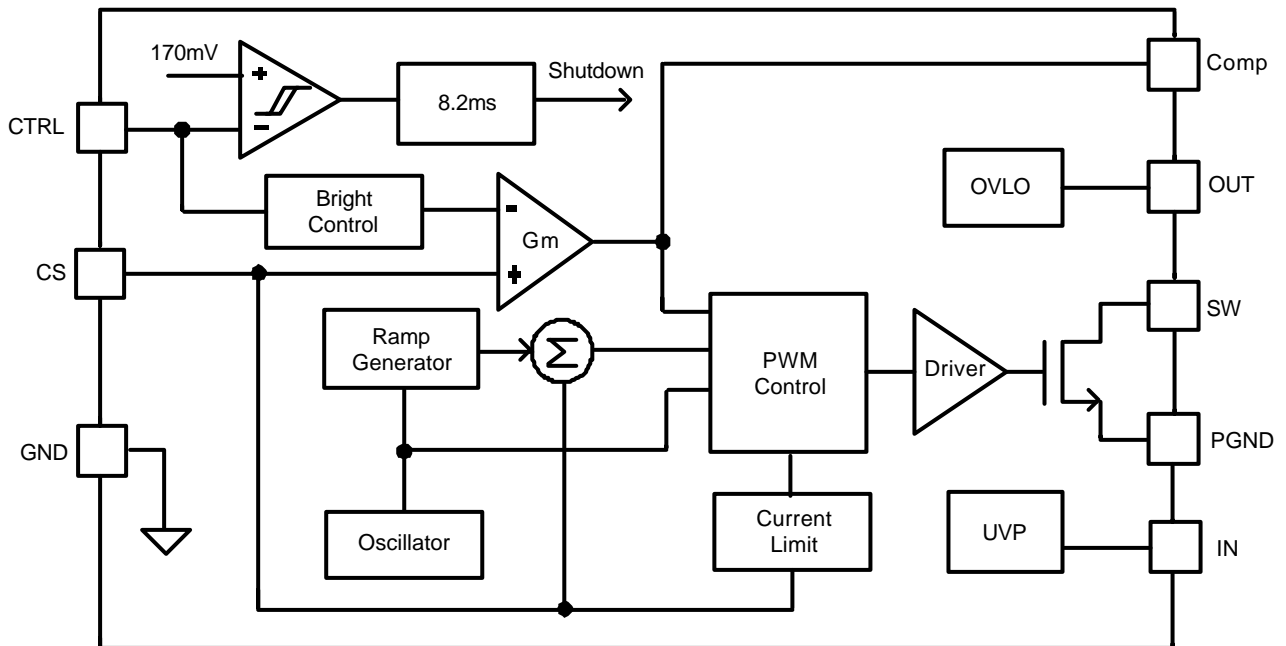 170mV
+
-
8.2ms
Shutdown
Comp
CTRL
OVLO
OUT
Bright
Control
-
Gm
+
CS
SW
Ramp
Generator
Σ
PWM
Control
Driver
GND
PGND
Oscillator
Current
Limit
UVP
IN